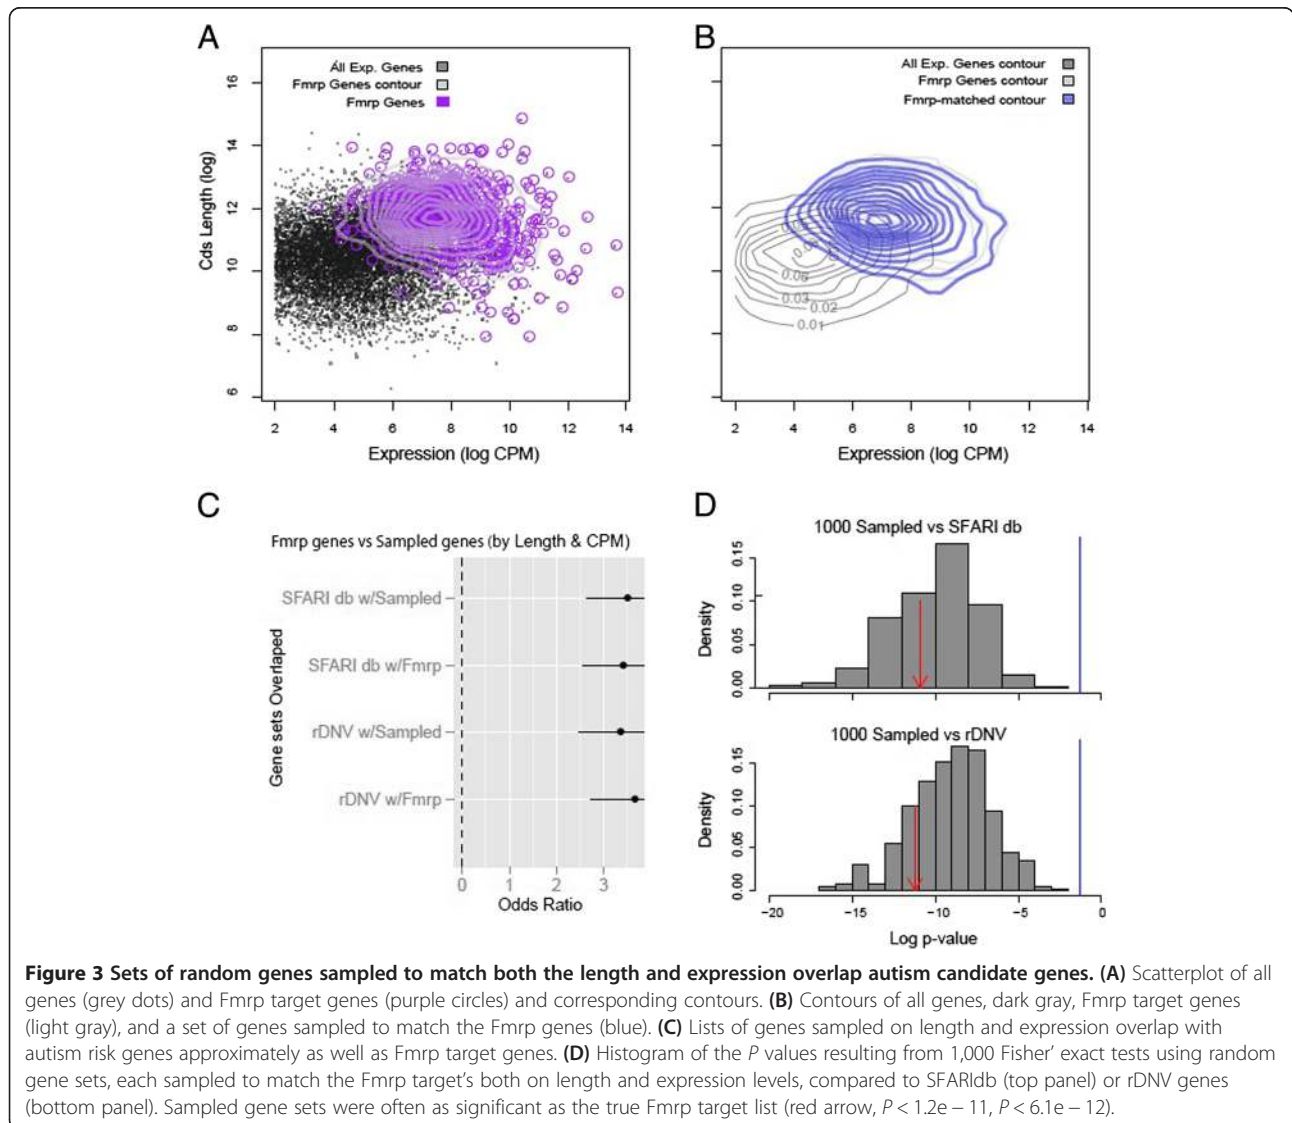 A
All Exp. Genes
Fmrp Genes contour
Fmrp Genes
Cds Length (log)
16
14
12
10
8
6
2 4 6 8 10 12 14
Expression (log CPM)
B
All Exp. Genes contour
Fmrp Genes contour
Fmrp-matched contour
0.03
0.02
0.01
2 4 6 8 10 12 14
Expression (log CPM)
C
Fmrp genes vs Sampled genes (by Length & CPM)
Gene sets Overlaped
SFARI db w/Sampled
SFARI db w/Fmrp
rDNV w/Sampled
rDNV w/Fmrp
0 1 2 3
Odds Ratio
D
1000 Sampled vs SFARI db
Density
0.15
0.10
0.05
0.00
1000 Sampled vs rDNV
Density
0.15
0.10
0.05
0.00
−20 −15 −10 −5 0
Log p-value
Figure 3 Sets of random genes sampled to match both the length and expression overlap autism candidate genes. (A) Scatterplot of all
genes (grey dots) and Fmrp target genes (purple circles) and corresponding contours. (B) Contours of all genes, dark gray, Fmrp target genes
(light gray), and a set of genes sampled to match the Fmrp genes (blue). (C) Lists of genes sampled on length and expression overlap with
autism risk genes approximately as well as Fmrp target genes. (D) Histogram of the P values resulting from 1,000 Fisher’ exact tests using random
gene sets, each sampled to match the Fmrp target’s both on length and expression levels, compared to SFARIdb (top panel) or rDNV genes
(bottom panel). Sampled gene sets were often as significant as the true Fmrp target list (red arrow, P < 1.2e − 11, P < 6.1e − 12).